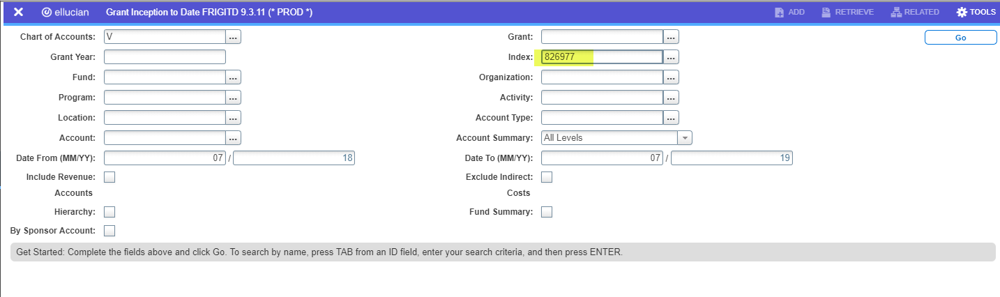 ellucian Grant Inception to Date FRIGITD 9.3.11 (* PROD *) ADD RETRIEVE RELATED TOOLS
Chart of Accounts: V ... Grant: ... Go
Grant Year: Index: 826977 ...
Fund: ... Organization: ...
Program: ... Activity: ...
Location: ... Account Type: ...
Account: ... Account Summary: All Levels
Date From (MM/YY): 07 / 18 Date To (MM/YY): 07 / 19
Include Revenue: Exclude Indirect:
Accounts Costs
Hierarchy: Fund Summary:
By Sponsor Account:
Get Started: Complete the fields above and click Go. To search by name, press TAB from an ID field, enter your search criteria, and then press ENTER.